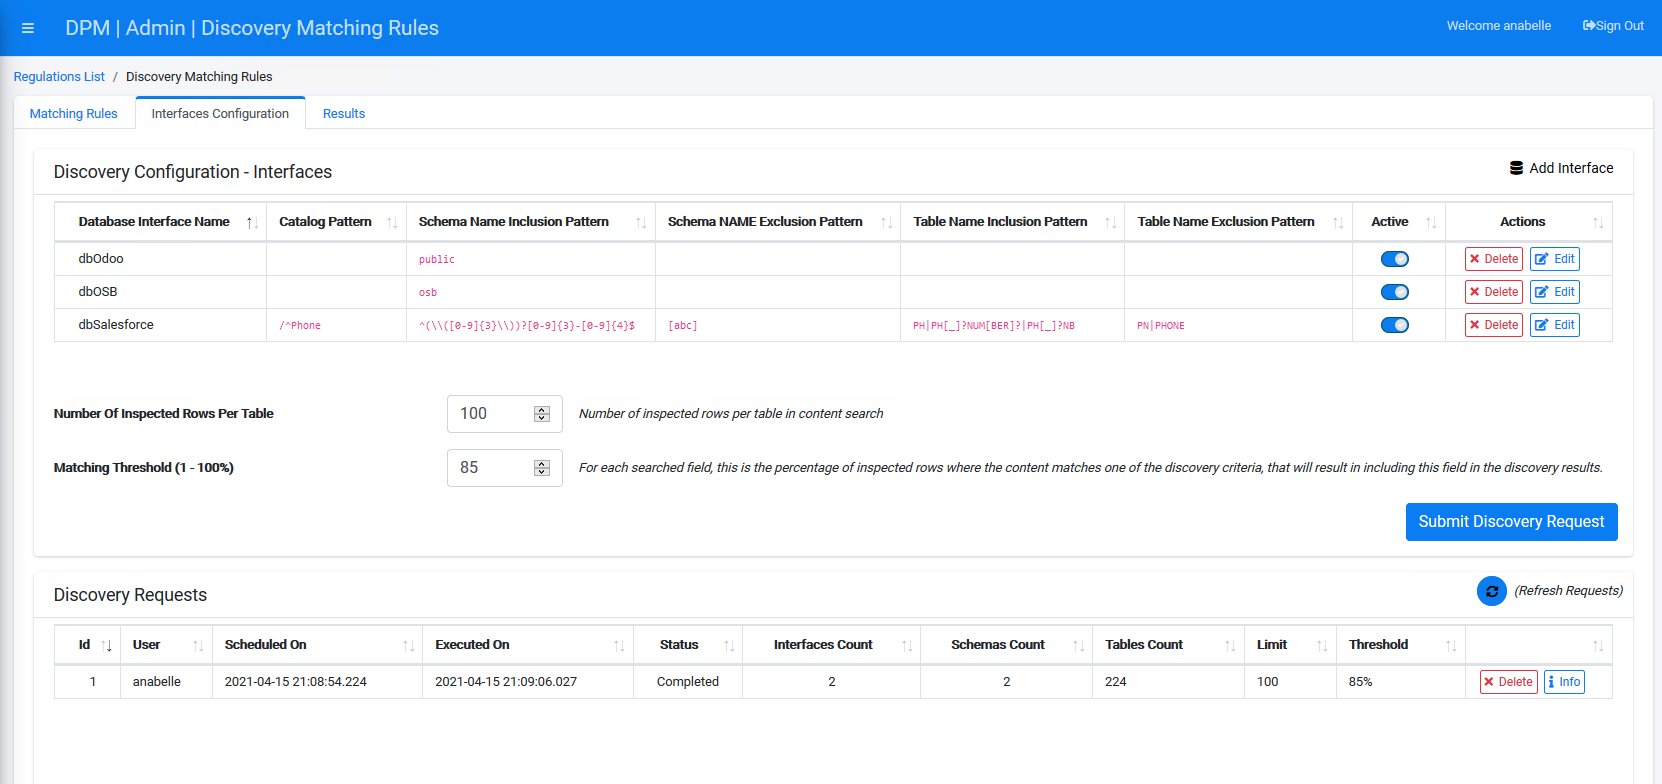 DPM | Admin | Discovery Matching Rules
Welcome anabelle
Sign Out
Regulations List / Discovery Matching Rules
Matching Rules
Interfaces Configuration
Results
Discovery Configuration - Interfaces
Add Interface
Database Interface Name Catalog Pattern Schema Name Inclusion Pattern Schema NAME Exclusion Pattern Table Name Inclusion Pattern Table Name Exclusion Pattern Active Actions
dbOdoo public Delete Edit
dbOSB osb Delete Edit
dbSalesforce /^Phone ^(\\([0-9]{3}\\))?[0-9]{3}-[0-9]{4}$ [abc] PH|PH[_]?NUM[BER]?|PH[_]?NB PN|PHONE Delete Edit
Number Of Inspected Rows Per Table 100 Number of inspected rows per table in content search
Matching Threshold (1 - 100%) 85 For each searched field, this is the percentage of inspected rows where the content matches one of the discovery criteria, that will result in including this field in the discovery results.
Submit Discovery Request
Discovery Requests
(Refresh Requests)
Id User Scheduled On Executed On Status Interfaces Count Schemas Count Tables Count Limit Threshold
1 anabelle 2021-04-15 21:08:54.224 2021-04-15 21:09:06.027 Completed 2 2 224 100 85% Delete Info